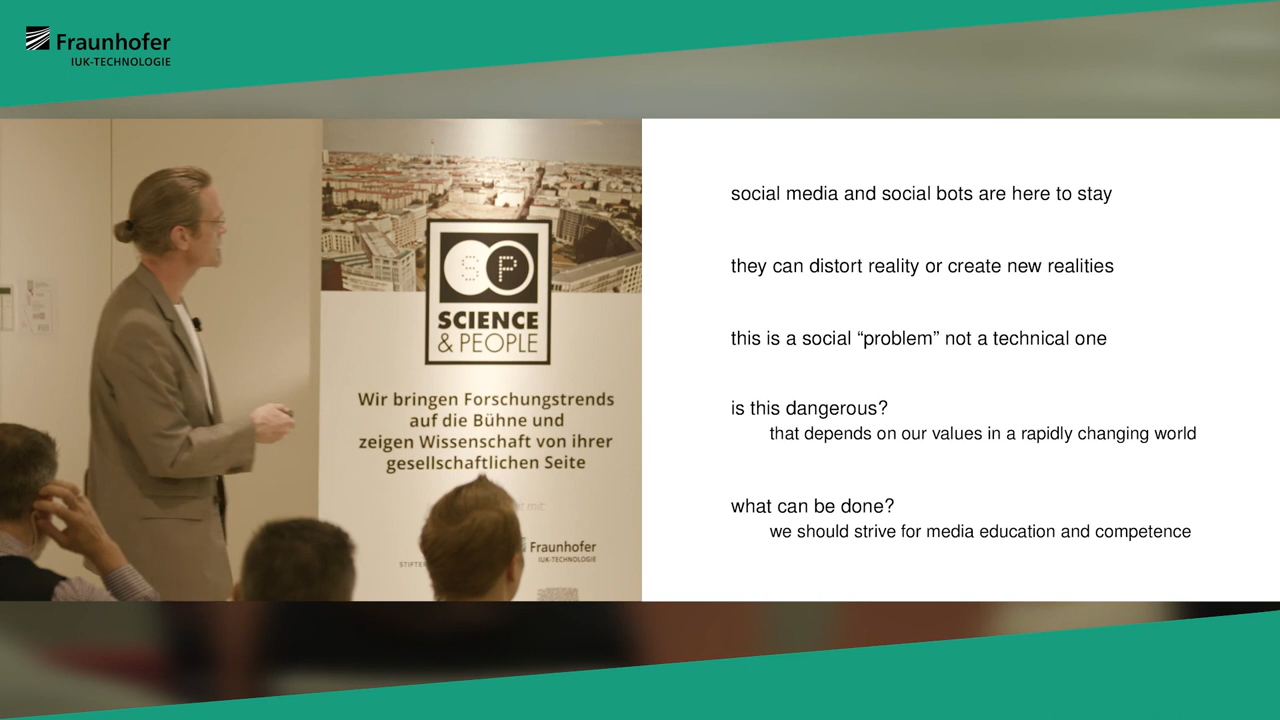 Fraunhofer
IUK-TECHNOLOGIE
S P
SCIENCE
& PEOPLE
Wir bringen Forschungstrends
auf die Bühne und
zeigen Wissenschaft von ihrer
gesellschaftlichen Seite
mit:
Fraunhofer
IUK-TECHNOLOGIE
social media and social bots are here to stay
they can distort reality or create new realities
this is a social “problem” not a technical one
is this dangerous?
that depends on our values in a rapidly changing world
what can be done?
we should strive for media education and competence